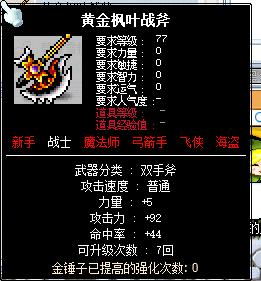 黄金枫叶战斧
要求等级： 77
要求力量： 0
要求敏捷： 0
要求智力： 0
要求运气： 0
要求人气度：-
道具等级：-
道具经验值：-
新手 战士 魔法师 弓箭手 飞侠 海盗
武器分类 : 双手斧
攻击速度 : 普通
力量 : +5
攻击力 : +92
命中率 : +44
可升级次数 : 7回
金锤子已提高的强化次数: 0
的